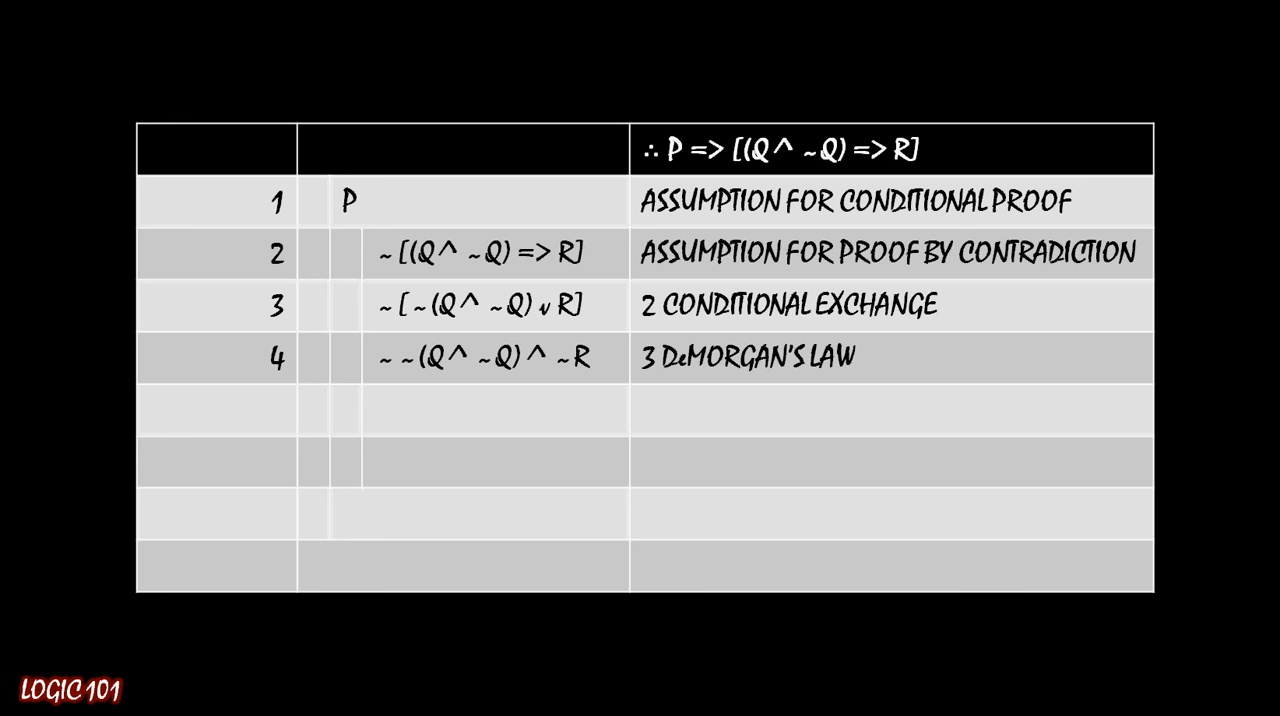 ∴ P => [(Q ^ ~Q) => R]
1 P ASSUMPTION FOR CONDITIONAL PROOF
2 ~[(Q ^ ~Q) => R] ASSUMPTION FOR PROOF BY CONTRADICTION
3 ~[~(Q ^ ~Q) v R] 2 CONDITIONAL EXCHANGE
4 ~~(Q ^ ~Q) ^ ~R 3 DeMORGAN'S LAW
LOGIC 101